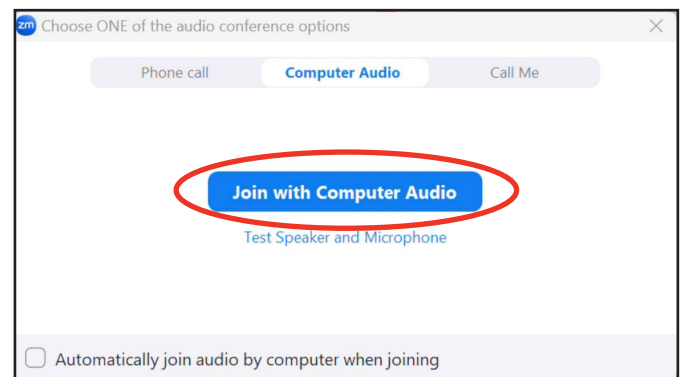 zm Choose ONE of the audio conference options
Phone call Computer Audio Call Me
Join with Computer Audio
Test Speaker and Microphone
Automatically join audio by computer when joining